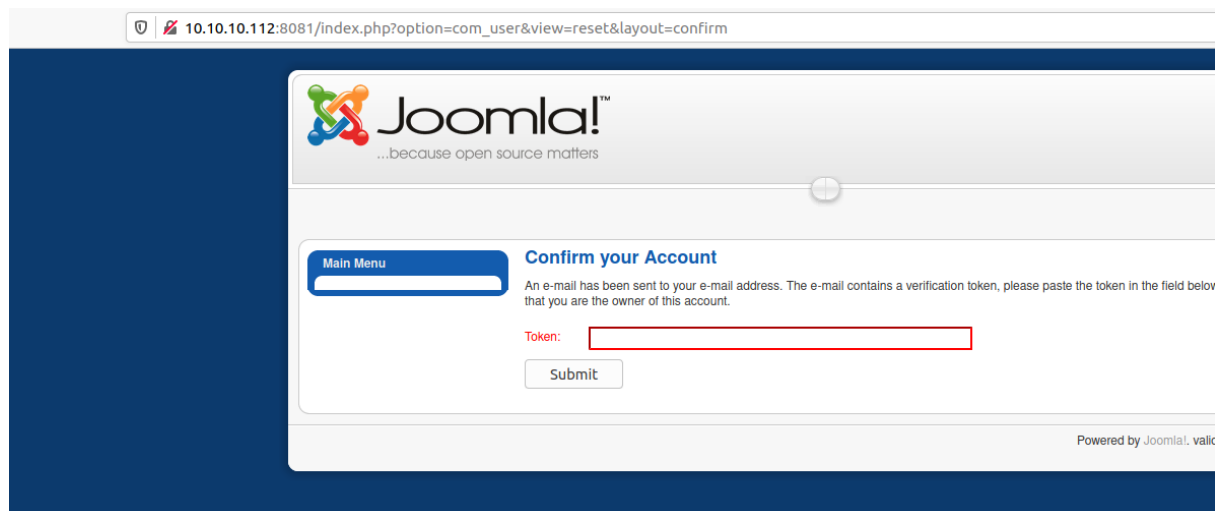 10.10.10.112:8081/index.php?option=com_user&view=reset&layout=confirm
Joomla!™
...because open source matters
Main Menu
Confirm your Account
An e-mail has been sent to your e-mail address. The e-mail contains a verification token, please paste the token in the field below
that you are the owner of this account.
Token:
Submit
Powered by Joomla!.